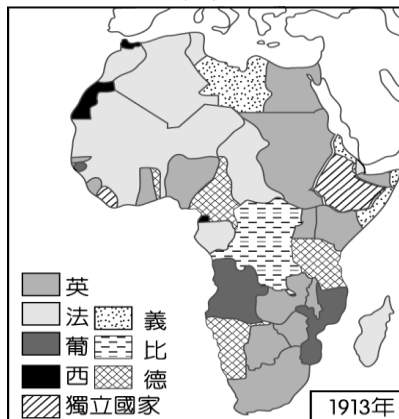 英
法 義
葡 比
西 德
獨立國家
1913年